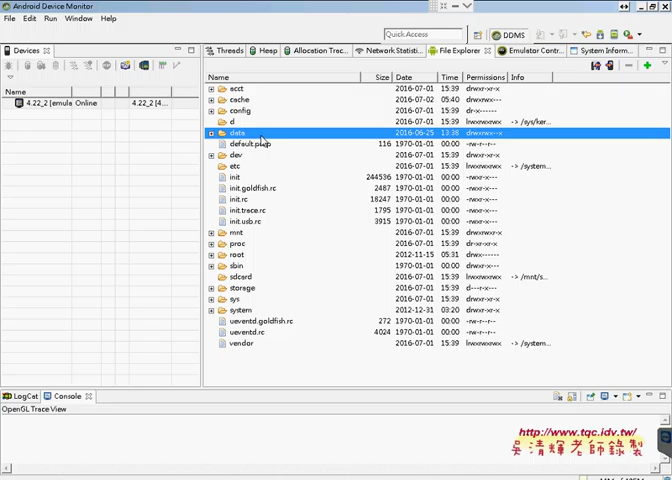 Android Device Monitor
File Edit Run Window Help
Quick Access
DDMS
Devices
Threads Heap Allocation Trac... Network Statisti... File Explorer Emulator Contr... System Inform...
Name
4.22_2 [emula Online 4.22_2 [4...
Name Size Date Time Permissions Info
acct 2016-07-01 15:39 drwxr-xr-x
cache 2016-07-02 05:40 drwxrwx---
config 2016-07-01 15:39 dr-x------
d 2016-07-01 15:39 lrwxrwxrwx -> /sys/ker...
data 2016-06-25 13:38 drwxrwx--x
default.prop 116 1970-01-01 00:00 -rw-r--r--
dev 2016-07-01 15:39 drwxr-xr-x
etc 2016-07-01 15:39 lrwxrwxrwx -> /system...
init 244536 1970-01-01 00:00 -rwxr-x---
init.goldfish.rc 2487 1970-01-01 00:00 -rwxr-x---
init.rc 18247 1970-01-01 00:00 -rwxr-x---
init.trace.rc 1795 1970-01-01 00:00 -rwxr-x---
init.usb.rc 3915 1970-01-01 00:00 -rwxr-x---
mnt 2016-07-01 15:39 drwxrwxr-x
proc 2016-07-01 15:39 dr-xr-xr-x
root 2012-11-15 05:31 drwx------
sbin 1970-01-01 00:00 drwxr-x---
sdcard 2016-07-01 15:39 lrwxrwxrwx -> /mnt/s...
storage 2016-07-01 15:39 d---r-x---
sys 2016-07-01 15:39 drwxr-xr-x
system 2012-12-31 03:20 drwxr-xr-x
ueventd.goldfish.rc 272 1970-01-01 00:00 -rw-r--r--
ueventd.rc 4024 1970-01-01 00:00 -rw-r--r--
vendor 2016-07-01 15:39 lrwxrwxrwx -> /system...
LogCat Console
OpenGL Trace View
http://www.tqc.idv.tw/
吳清輝老師錄製